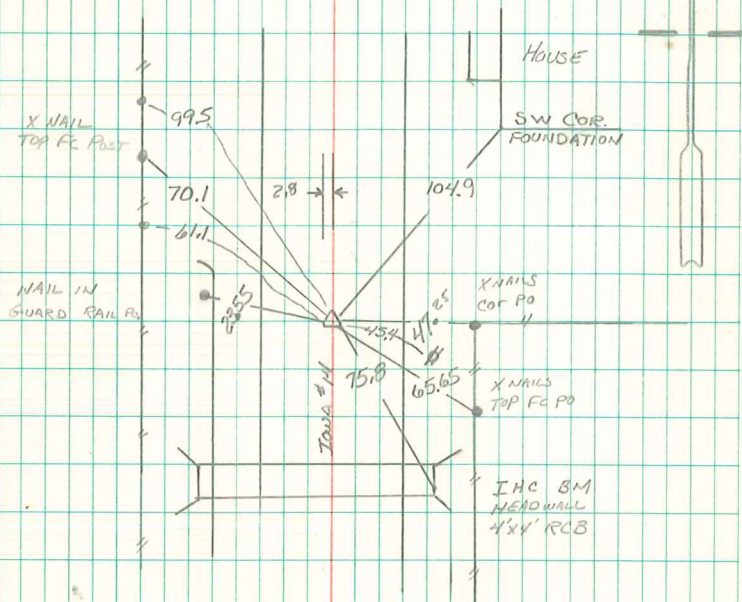 HOUSE
X NAIL
TOP FC POST
99.5
SW COR.
FOUNDATION
70.1
2.8
104.9
61.1
NAIL IN
GUARD RAIL PO
23.55
X NAILS
COR PO
47.25
45.4
IOWA #14
75.8
65.65
X NAILS
TOP FC PO
IHC BM
HEADWALL
4'X4' RCB